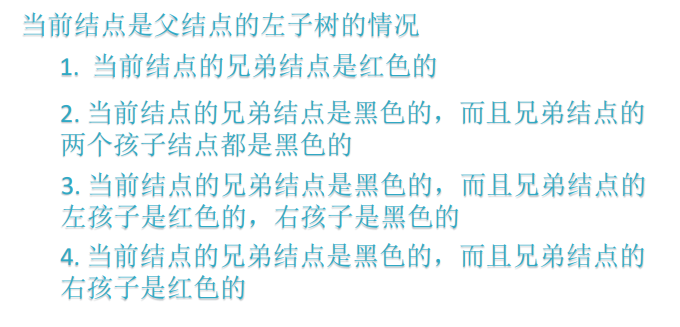 当前结点是父结点的左子树的情况
1. 当前结点的兄弟结点是红色的
2. 当前结点的兄弟结点是黑色的，而且兄弟结点的
两个孩子结点都是黑色的
3. 当前结点的兄弟结点是黑色的，而且兄弟结点的
左孩子是红色的，右孩子是黑色的
4. 当前结点的兄弟结点是黑色的，而且兄弟结点的
右孩子是红色的